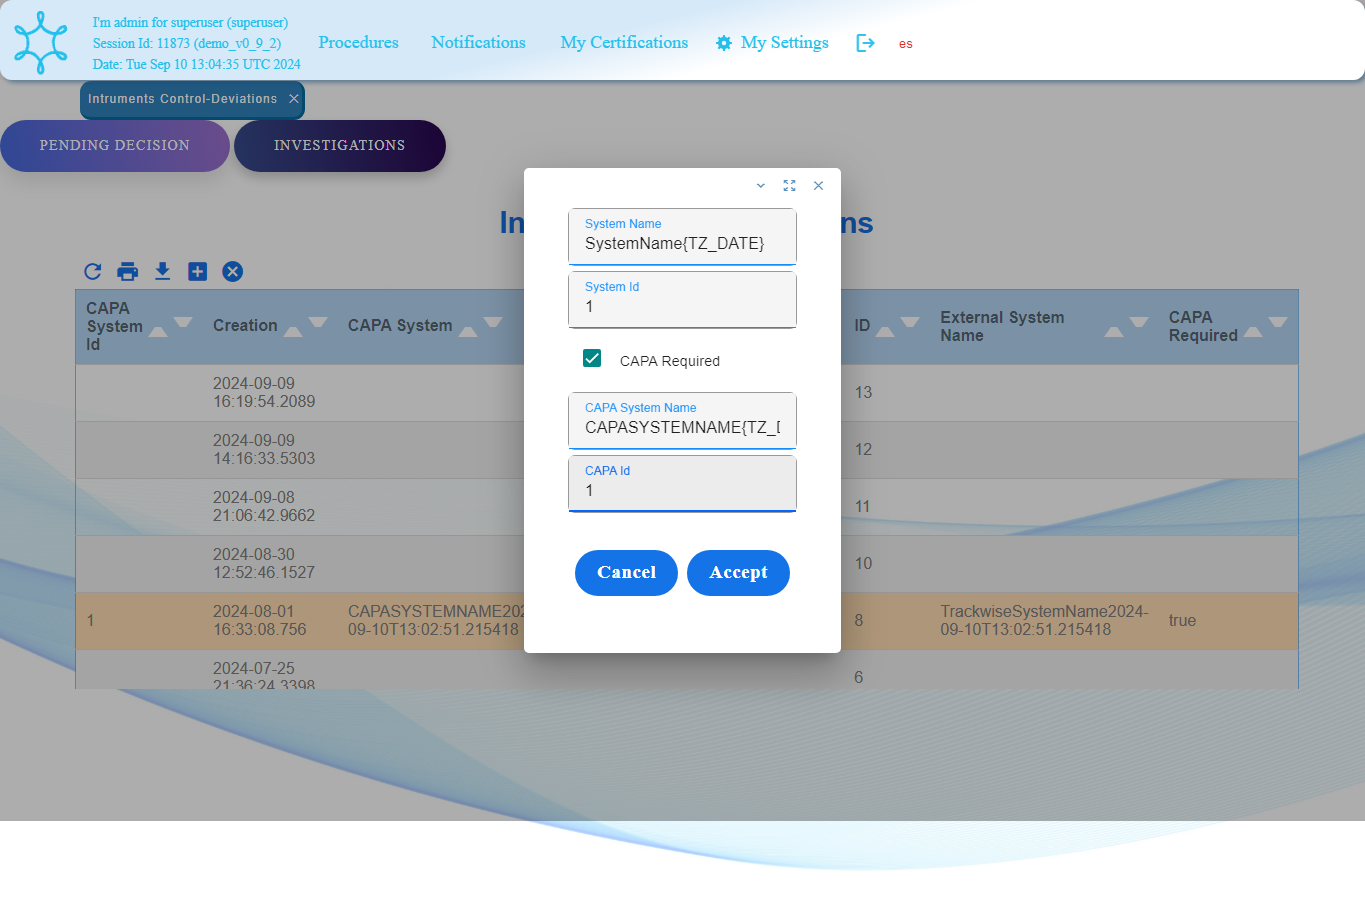 I'm admin for superuser (superuser)
Session Id: 11873 (demo_v0_9_2)
Date: Tue Sep 10 13:04:35 UTC 2024
Procedures
Notifications
My Certifications
My Settings
es
Intruments Control-Deviations
PENDING DECISION
INVESTIGATIONS
In
ns
System Name
SystemName{TZ_DATE}
System Id
1
CAPA Required
CAPA System Name
CAPASYSTEMNAME{TZ_D
CAPA Id
1
Cancel
Accept
CAPA System Id
Creation
CAPA System
ID
External System Name
CAPA Required
2024-09-09 16:19:54.2089
13
2024-09-09 14:16:33.5303
12
2024-09-08 21:06:42.9662
11
2024-08-30 12:52:46.1527
10
1
2024-08-01 16:33:08.756
CAPASYSTEMNAME202
09-10T13:02:51.215418
8
TrackwiseSystemName2024-09-10T13:02:51.215418
true
2024-07-25 21:36:24.3398
6